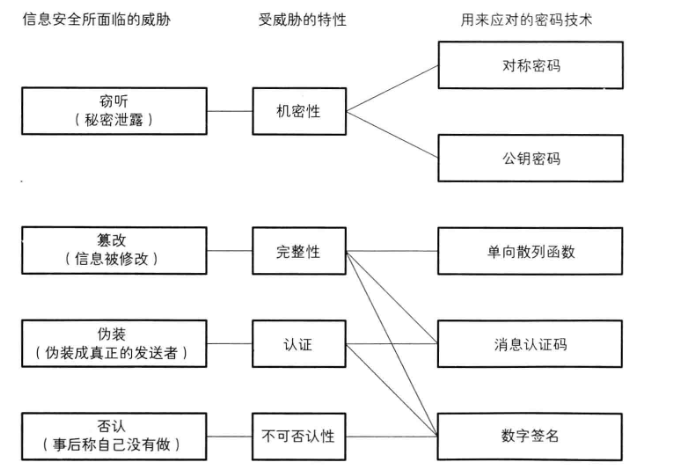 信息安全所面临的威胁
受威胁的特性
用来应对的密码技术
窃听
（秘密泄露）
机密性
对称密码
公钥密码
篡改
（信息被修改）
完整性
单向散列函数
伪装
（伪装成真正的发送者）
认证
消息认证码
否认
（事后称自己没有做）
不可否认性
数字签名